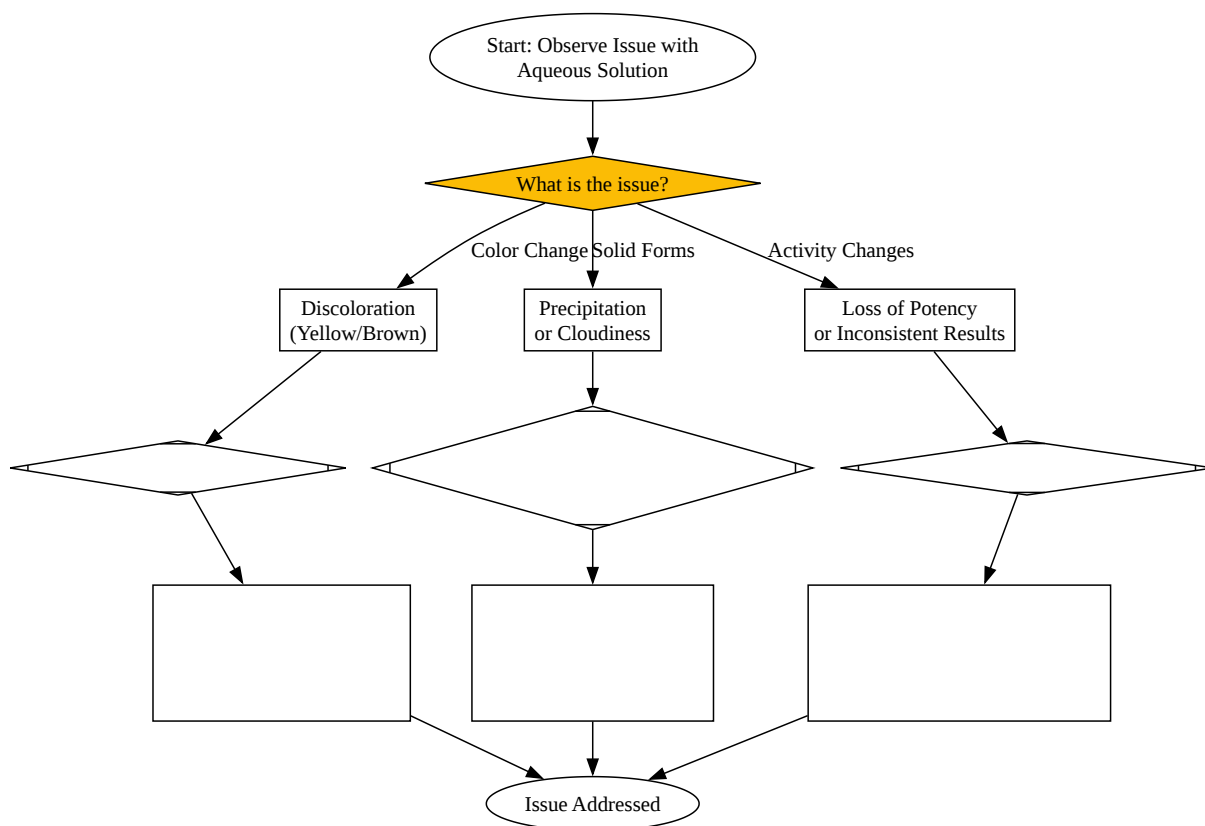 Start: Observe Issue with
Aqueous Solution
What is the issue?
Color Change
Solid Forms
Activity Changes
Discoloration
(Yellow/Brown)
Precipitation
or Cloudiness
Loss of Potency
or Inconsistent Results
Issue Addressed